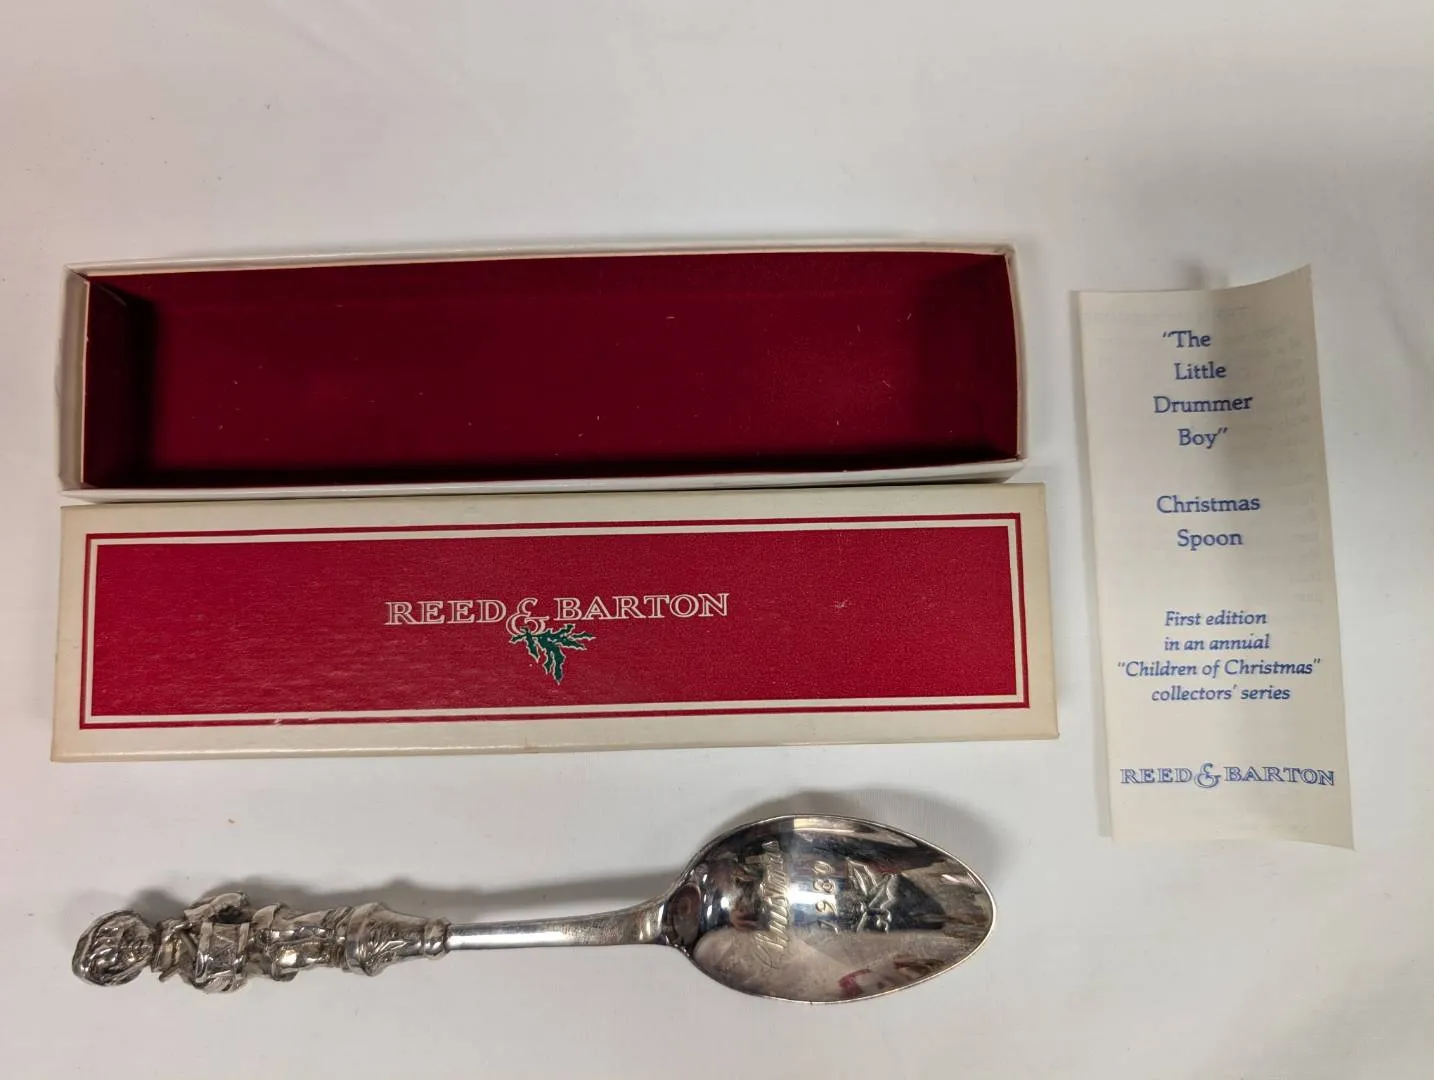 REED & BARTON
"The
Little
Drummer
Boy"
Christmas
Spoon
First edition
in an annual
"Children of Christmas"
collectors' series
REED & BARTON
Christmas
1980